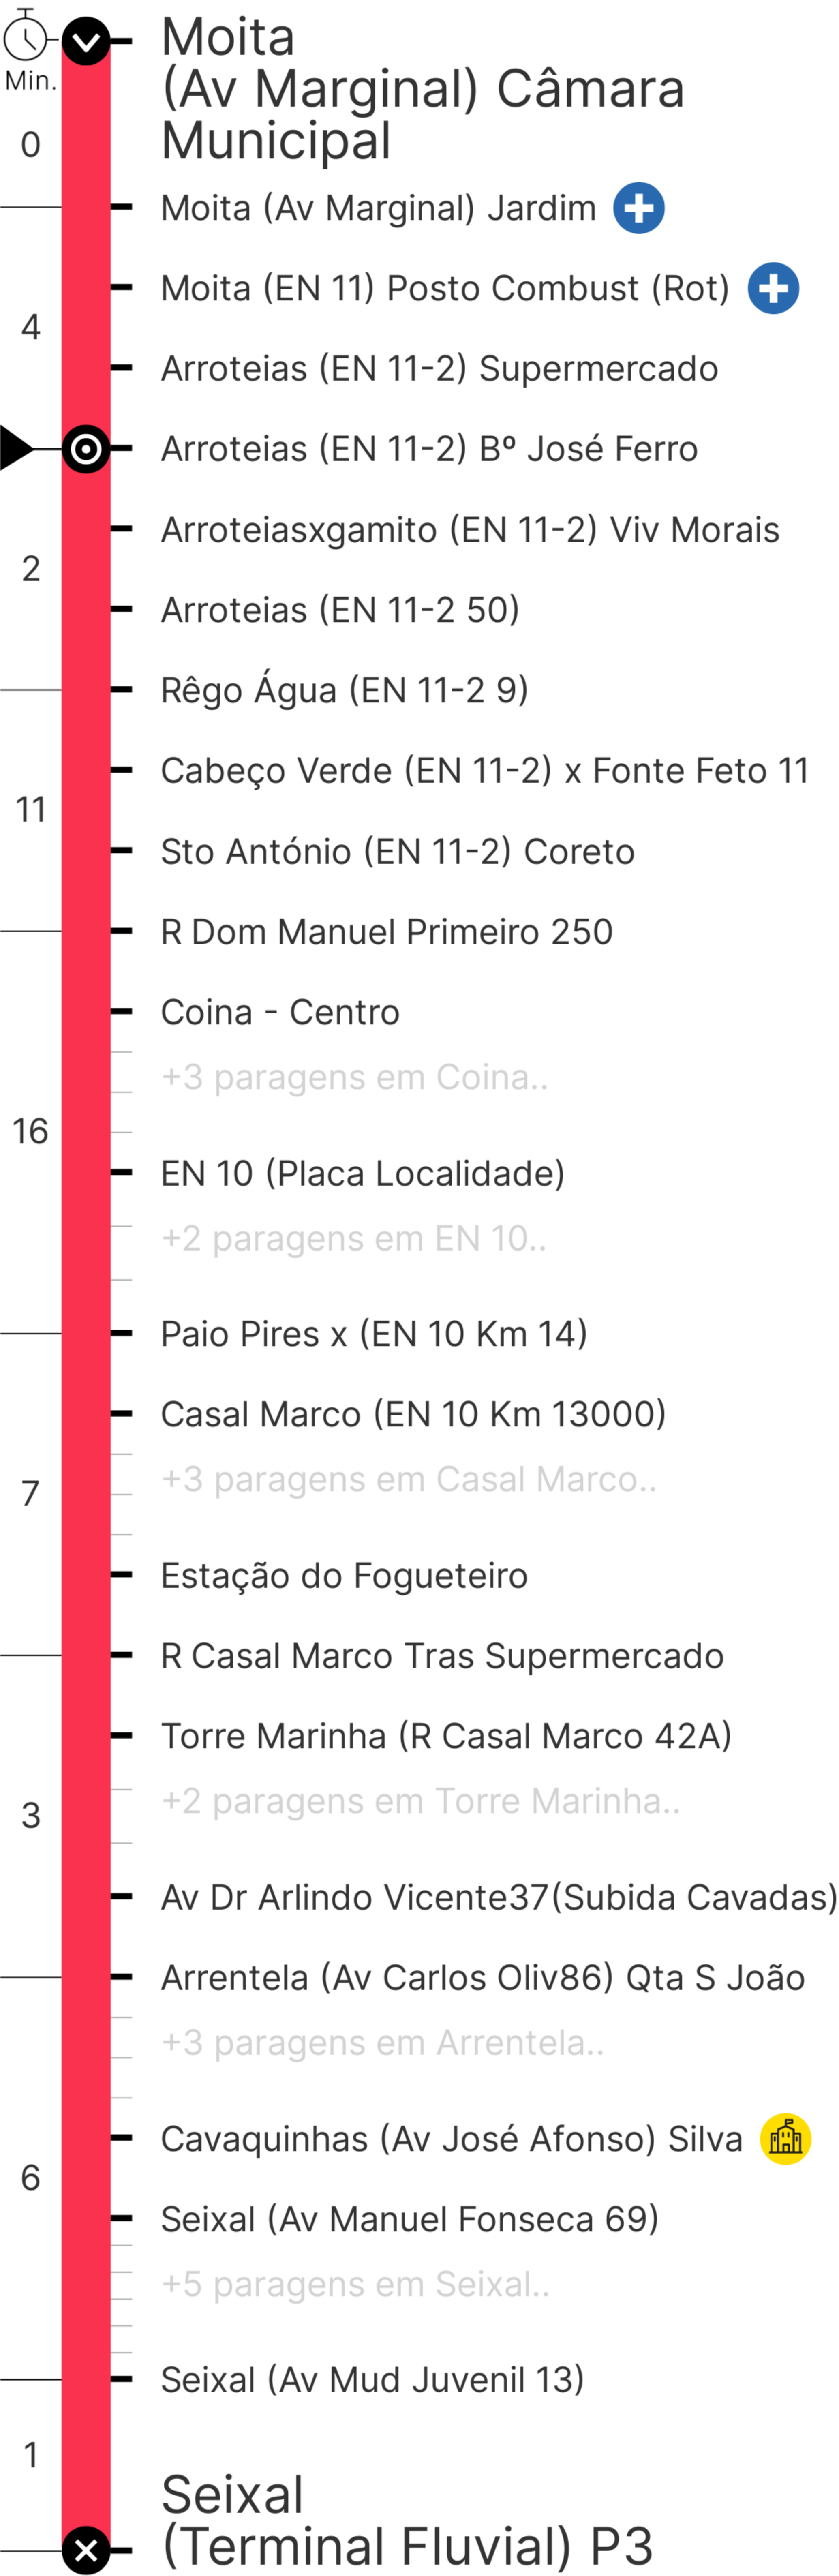 Moita
(Av Marginal) Câmara
Municipal
Min.
0
Moita (Av Marginal) Jardim
Moita (EN 11) Posto Combust (Rot)
4
Arroteias (EN 11-2) Supermercado
Arroteias (EN 11-2) Bº José Ferro
Arroteiasxgamito (EN 11-2) Viv Morais
2
Arroteias (EN 11-2 50)
Rêgo Água (EN 11-2 9)
Cabeço Verde (EN 11-2) x Fonte Feto 11
11
Sto António (EN 11-2) Coreto
R Dom Manuel Primeiro 250
Coina - Centro
+3 paragens em Coina..
16
EN 10 (Placa Localidade)
+2 paragens em EN 10..
Paio Pires x (EN 10 Km 14)
Casal Marco (EN 10 Km 13000)
+3 paragens em Casal Marco..
7
Estação do Fogueteiro
R Casal Marco Tras Supermercado
Torre Marinha (R Casal Marco 42A)
+2 paragens em Torre Marinha..
3
Av Dr Arlindo Vicente37(Subida Cavadas)
Arrentela (Av Carlos Oliv86) Qta S João
+3 paragens em Arrentela..
Cavaquinhas (Av José Afonso) Silva
6
Seixal (Av Manuel Fonseca 69)
+5 paragens em Seixal..
Seixal (Av Mud Juvenil 13)
1
Seixal
(Terminal Fluvial) P3